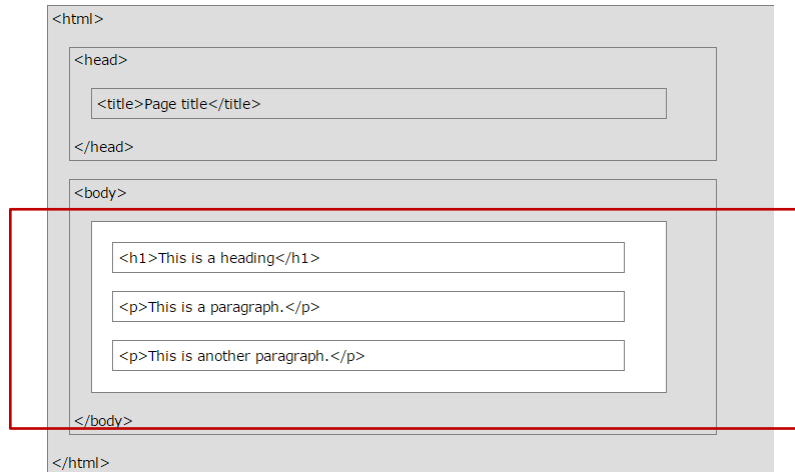 <html>
<head>
<title>Page title</title>
</head>
<body>
<h1>This is a heading</h1>
<p>This is a paragraph.</p>
<p>This is another paragraph.</p>
</body>
</html>